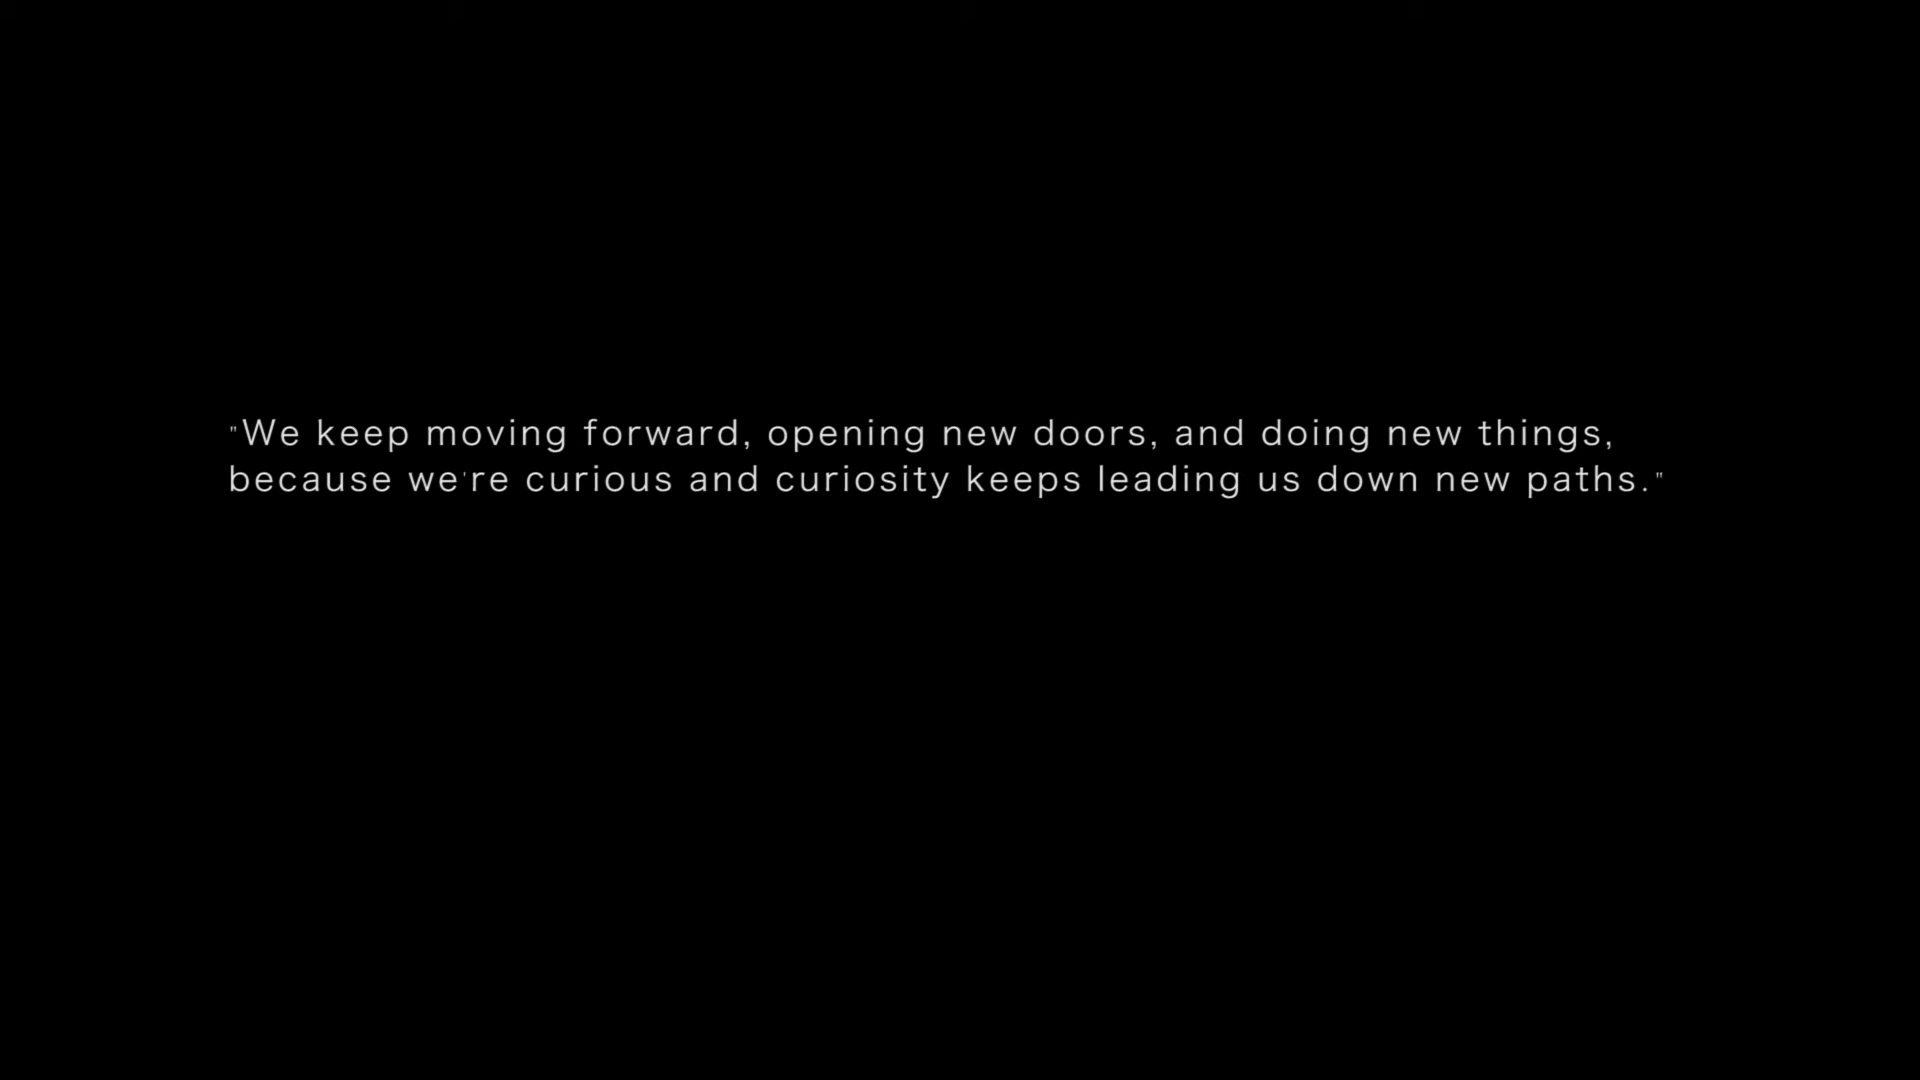 "We keep moving forward, opening new doors, and doing new things,
because we're curious and curiosity keeps leading us down new paths."